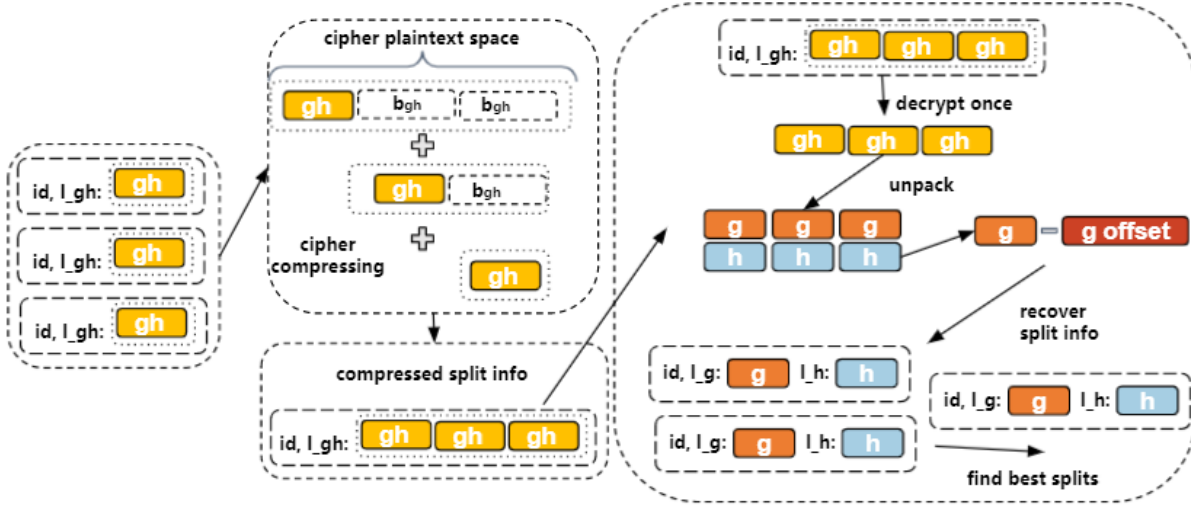 id, l_gh: gh
id, l_gh: gh
id, l_gh: gh
cipher plaintext space
gh bgh bgh
gh bgh
cipher
compressing
gh
compressed split info
id, l_gh: gh gh gh
id, l_gh: gh gh gh
decrypt once
gh gh gh
unpack
g g g
h h h
g - g offset
recover
split info
id, l_g: g l_h: h
id, l_g: g l_h: h
id, l_g: g l_h: h
find best splits